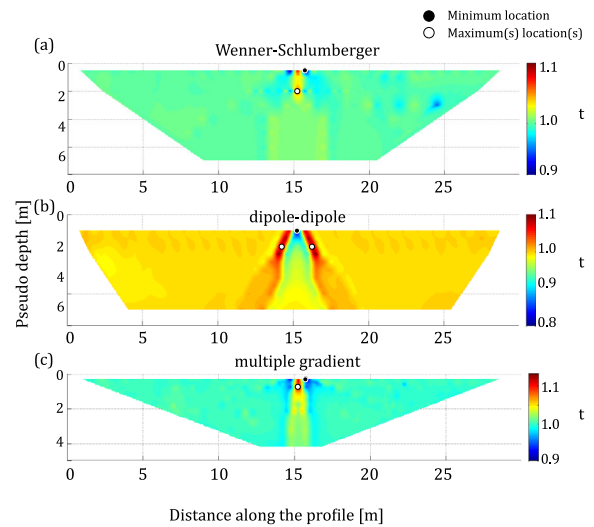 Minimum location
Maximum(s) location(s)
(a)
Wenner-Schlumberger
0
2
4
6
0 5 10 15 20 25
1.1
1.0
0.9
t
(b)
dipole-dipole
0
2
4
6
0 5 10 15 20 25
1.1
1.0
0.9
0.8
t
Pseudo depth [m]
(c)
multiple gradient
0
2
4
0 5 10 15 20 25
1.1
1.0
0.9
t
Distance along the profile [m]